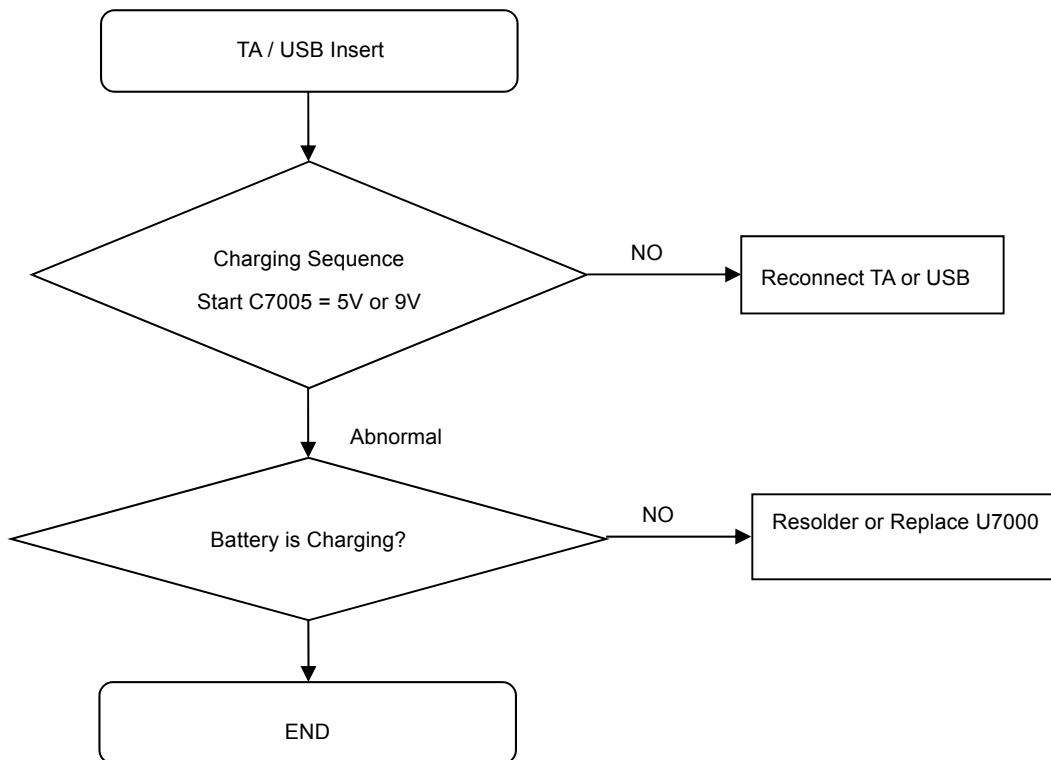 TA / USB Insert
Charging Sequence
Start C7005 = 5V or 9V
NO
Reconnect TA or USB
Abnormal
Battery is Charging?
NO
Resolder or Replace U7000
END